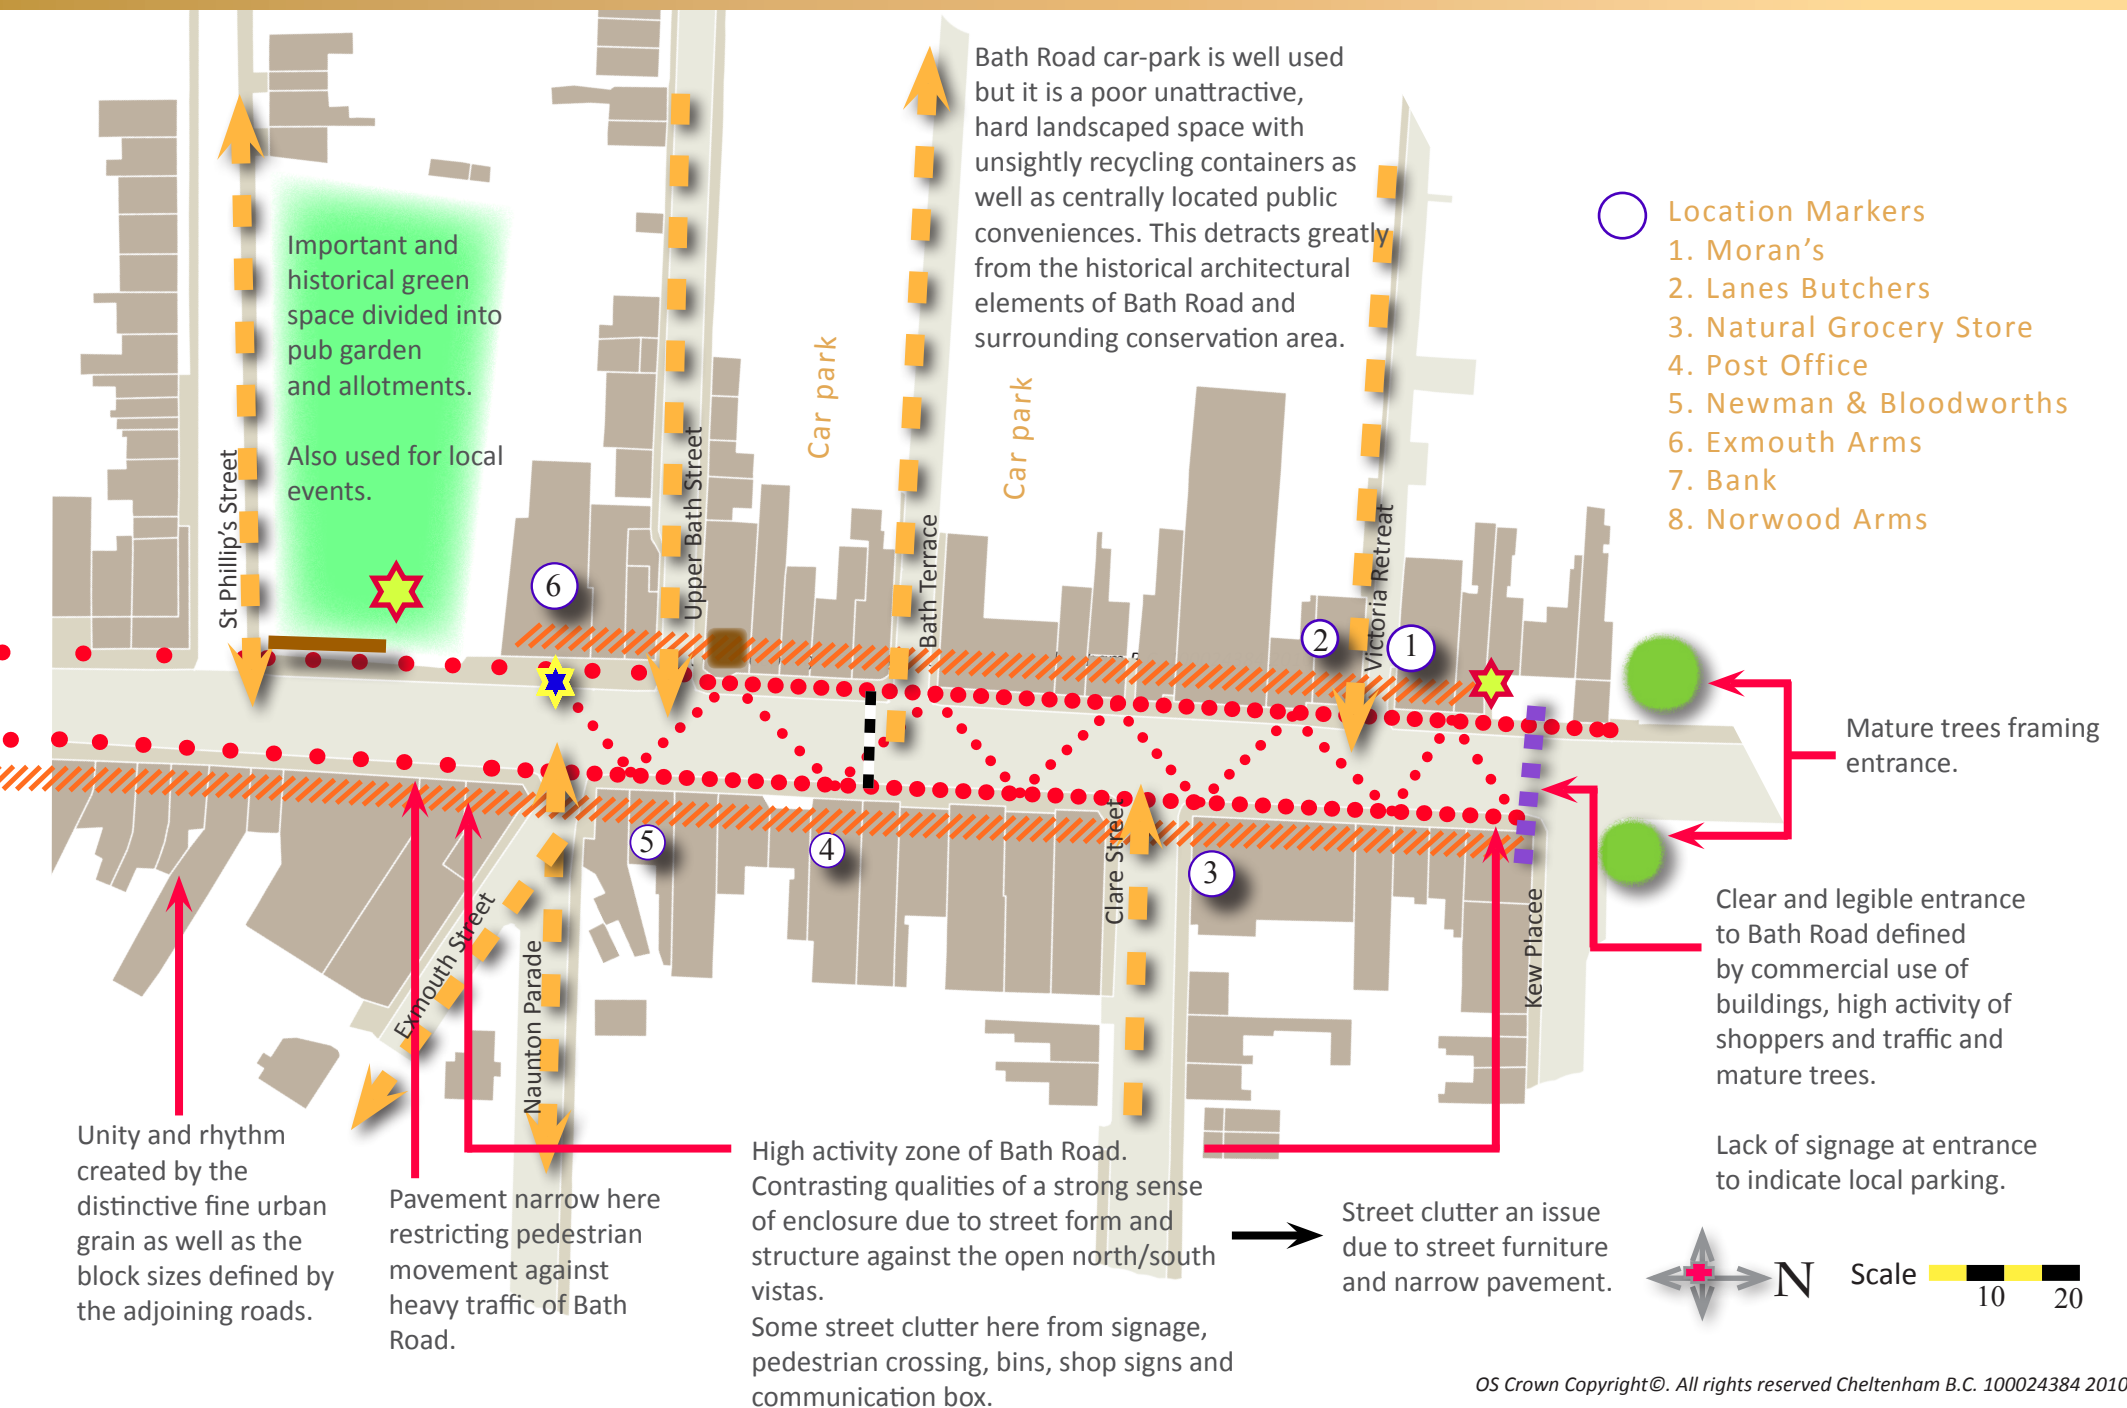 Bath Road car-park is well used
but it is a poor unattractive,
hard landscaped space with
unsightly recycling containers as
well as centrally located public
conveniences. This detracts greatly
from the historical architectural
elements of Bath Road and
surrounding conservation area.
Location Markers
1. Moran's
2. Lanes Butchers
3. Natural Grocery Store
4. Post Office
5. Newman & Bloodworths
6. Exmouth Arms
7. Bank
8. Norwood Arms
Important and
historical green
space divided into
pub garden
and allotments.
Also used for local
events.
Car park
Car park
St Phillip's Street
Upper Bath Street
Bath Terrace
Victoria Retreat
6
2
1
5
4
3
Mature trees framing
entrance.
Clare Street
Exmouth Street
Naunton Parade
Kew Placee
Clear and legible entrance
to Bath Road defined
by commercial use of
buildings, high activity of
shoppers and traffic and
mature trees.
Lack of signage at entrance
to indicate local parking.
Unity and rhythm
created by the
distinctive fine urban
grain as well as the
block sizes defined by
the adjoining roads.
Pavement narrow here
restricting pedestrian
movement against
heavy traffic of Bath
Road.
High activity zone of Bath Road.
Contrasting qualities of a strong sense
of enclosure due to street form and
structure against the open north/south
vistas.
Some street clutter here from signage,
pedestrian crossing, bins, shop signs and
communication box.
Street clutter an issue
due to street furniture
and narrow pavement.
N
Scale
10
20
OS Crown Copyright©. All rights reserved Cheltenham B.C. 100024384 2010